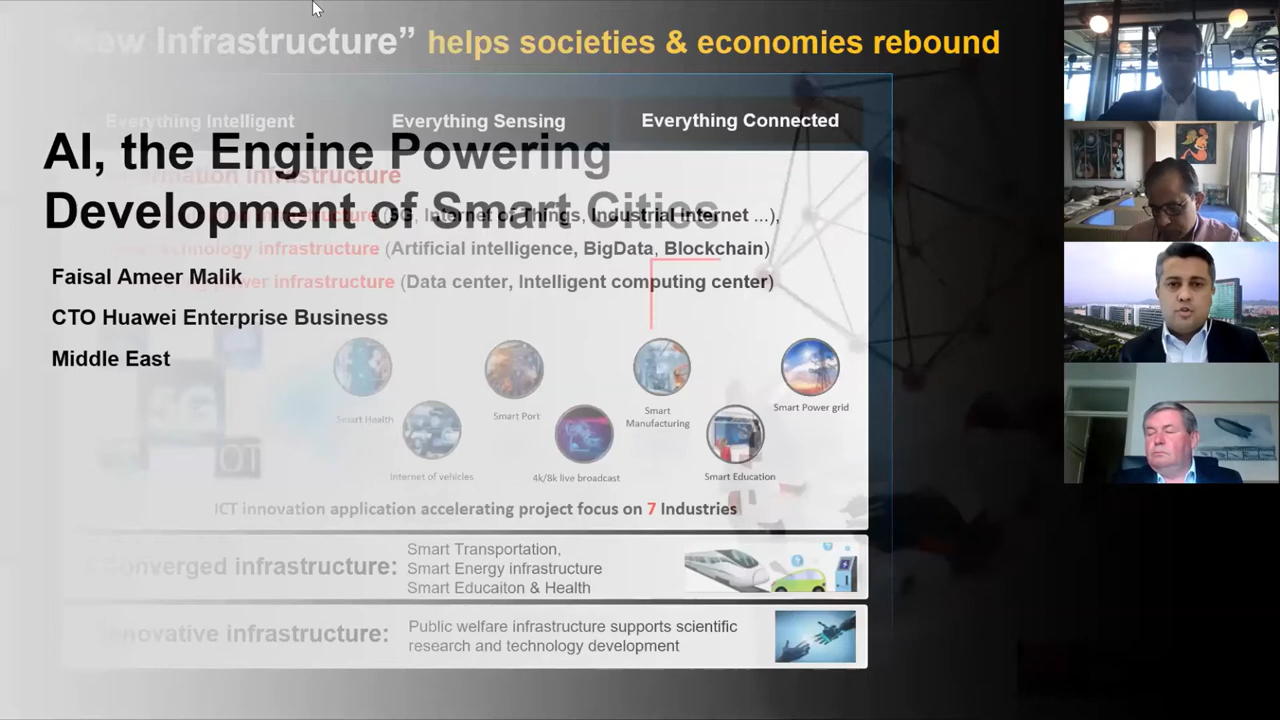 New Infrastructure” helps societies & economies rebound
Everything Intelligent
Everything Sensing
Everything Connected
AI, the Engine Powering
Development of Smart Cities
Faisal Ameer Malik
CTO Huawei Enterprise Business
Middle East
Information Infrastructure
infrastructure (5G, Internet of Things, Industrial internet ...),
technology infrastructure (Artificial intelligence, BigData, Blockchain)
power infrastructure (Data center, Intelligent computing center)
Smart Health
Smart Port
Smart
Manufacturing
Smart Power grid
Internet of vehicles
4k/8k live broadcast
Smart Education
ICT innovation application accelerating project focus on 7 Industries
Converged infrastructure:
Smart Transportation,
Smart Energy infrastructure
Smart Educaiton & Health
Innovative infrastructure:
Public welfare infrastructure supports scientific
research and technology development